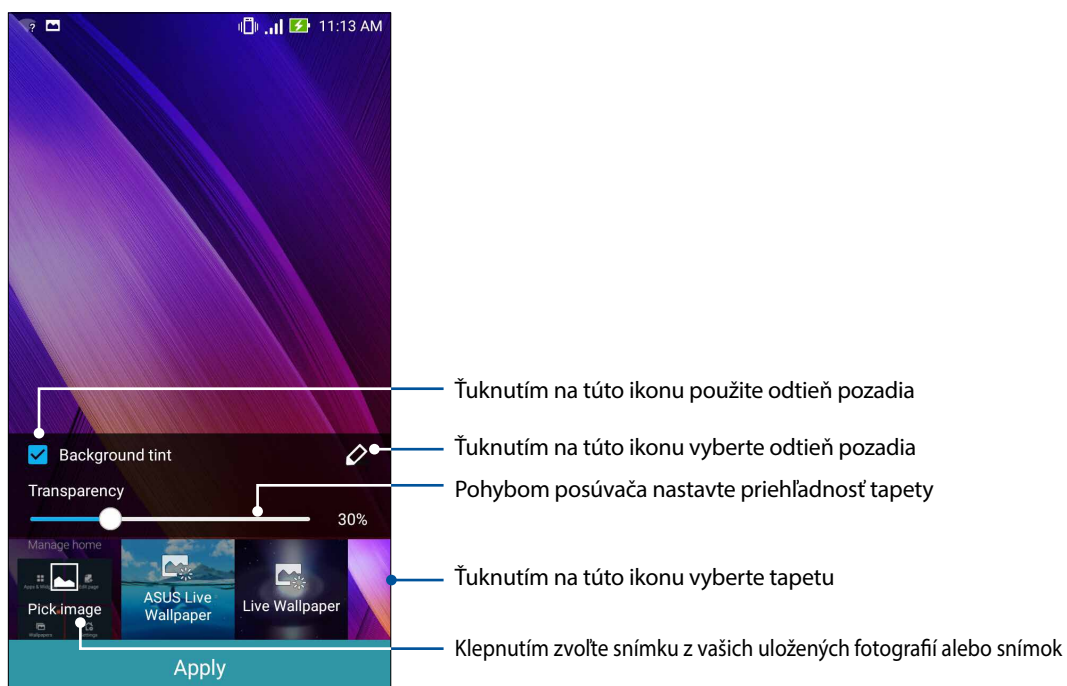 11:13 AM
Ťuknutím na túto ikonu použite odtieň pozadia
Background tint
Ťuknutím na túto ikonu vyberte odtieň pozadia
Transparency
Pohybom posúvača nastavte priehľadnosť tapety
30%
Manage home
Ťuknutím na túto ikonu vyberte tapetu
Pick image
ASUS Live
Wallpaper
Live Wallpaper
Klepnutím zvoľte snímku z vašich uložených fotografií alebo snímok
Apply